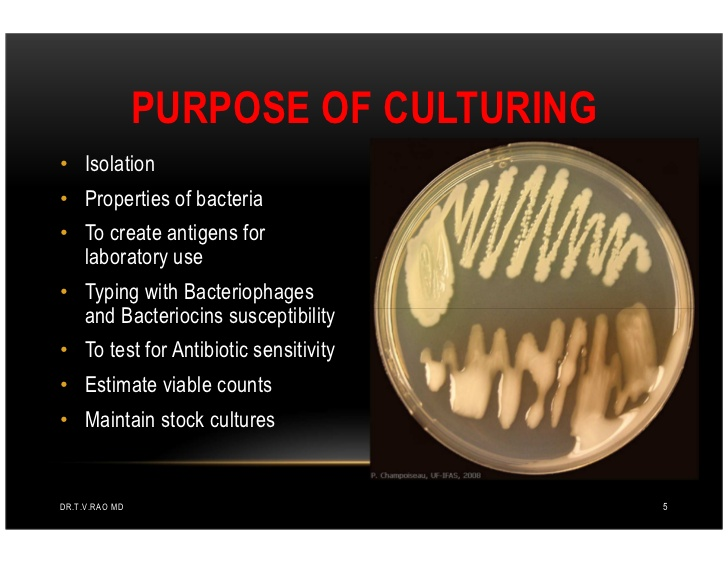 PURPOSE OF CULTURING
• Isolation
• Properties of bacteria
• To create antigens for
laboratory use
• Typing with Bacteriophages
and Bacteriocins susceptibility
• To test for Antibiotic sensitivity
• Estimate viable counts
• Maintain stock cultures
P. Champoiseau, UF-IFAS, 2008
DR.T.V.RAO MD
5